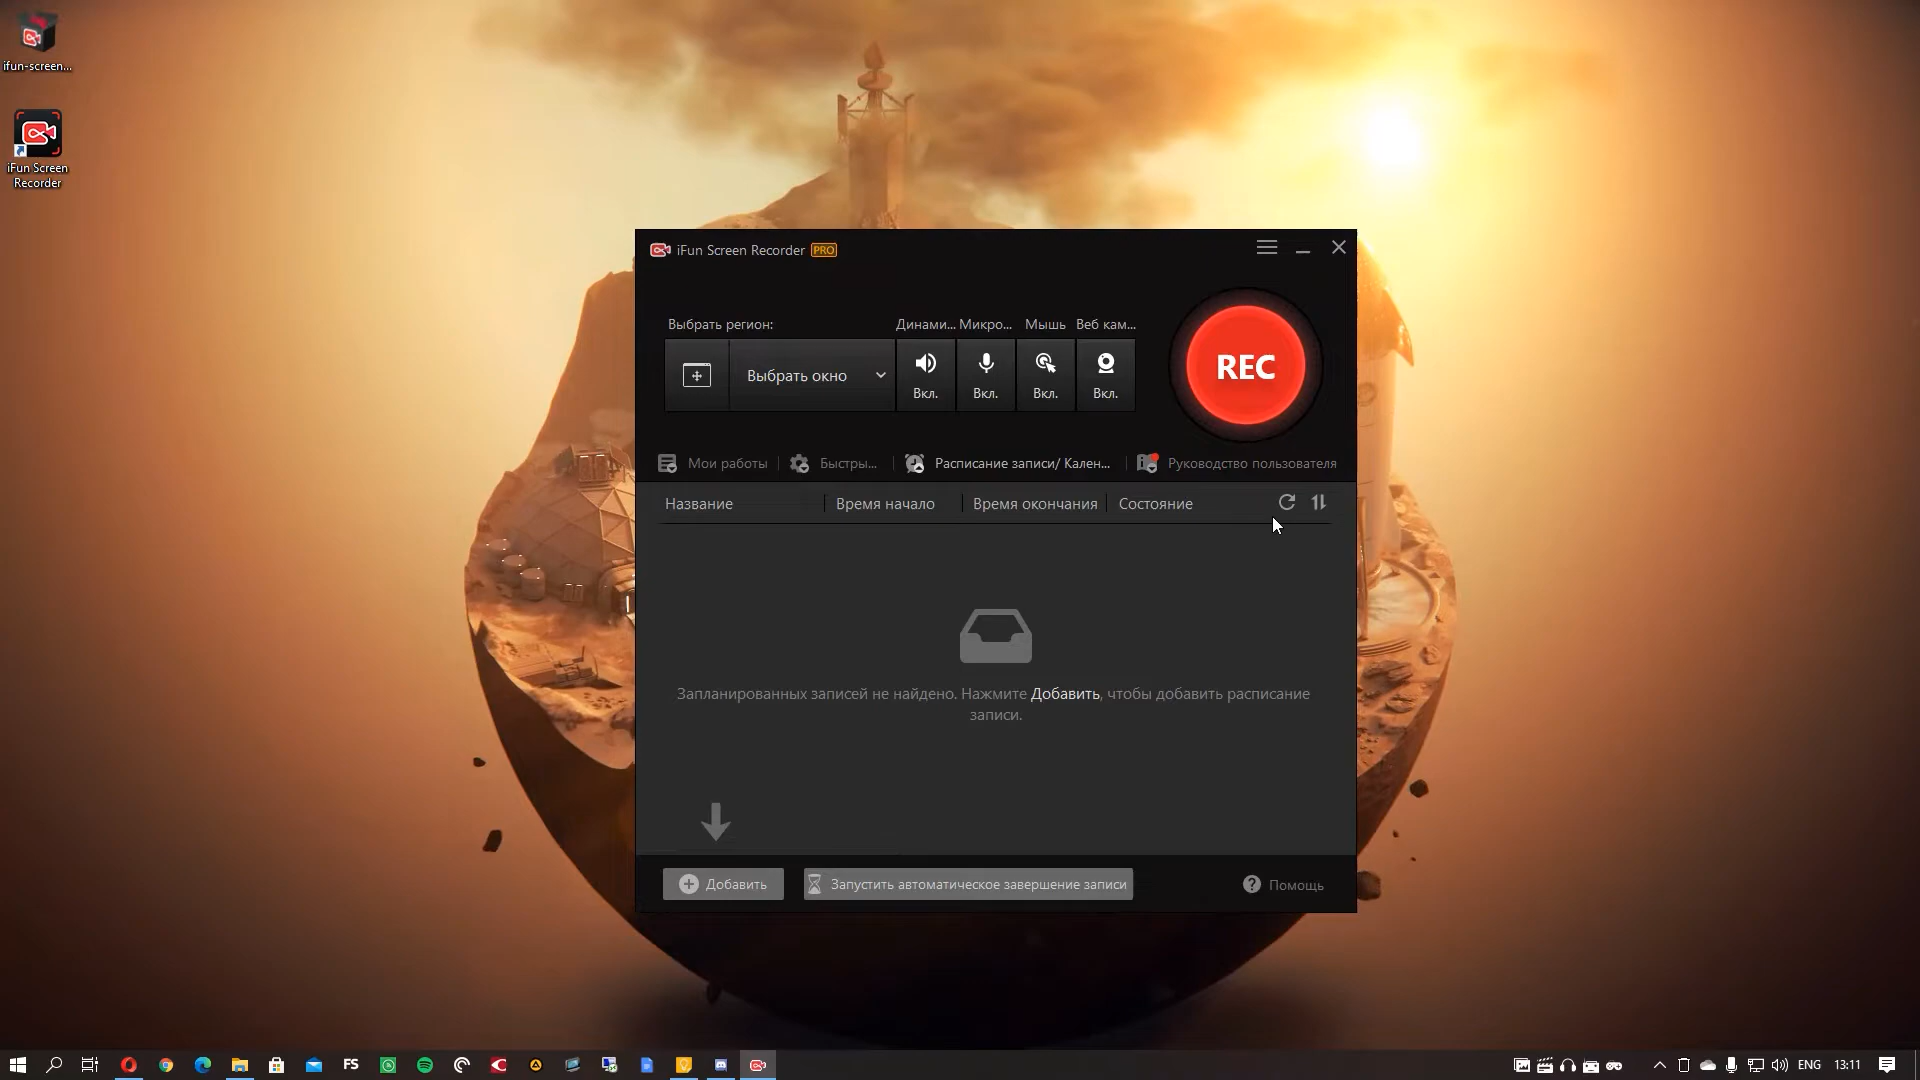 ifun-screen...
iFun Screen
Recorder
iFun Screen Recorder PRO
Выбрать регион:
Динами... Микро... Мышь Веб кам...
Выбрать окно
Вкл. Вкл. Вкл. Вкл.
REC
Мои работы
Быстры...
Расписание записи/ Кален...
Руководство пользователя
Название Время начало Время окончания Состояние
Запланированных записей не найдено. Нажмите Добавить, чтобы добавить расписание
записи.
Добавить
Запустить автоматическое завершение записи
Помощь
FS
ENG 13:11